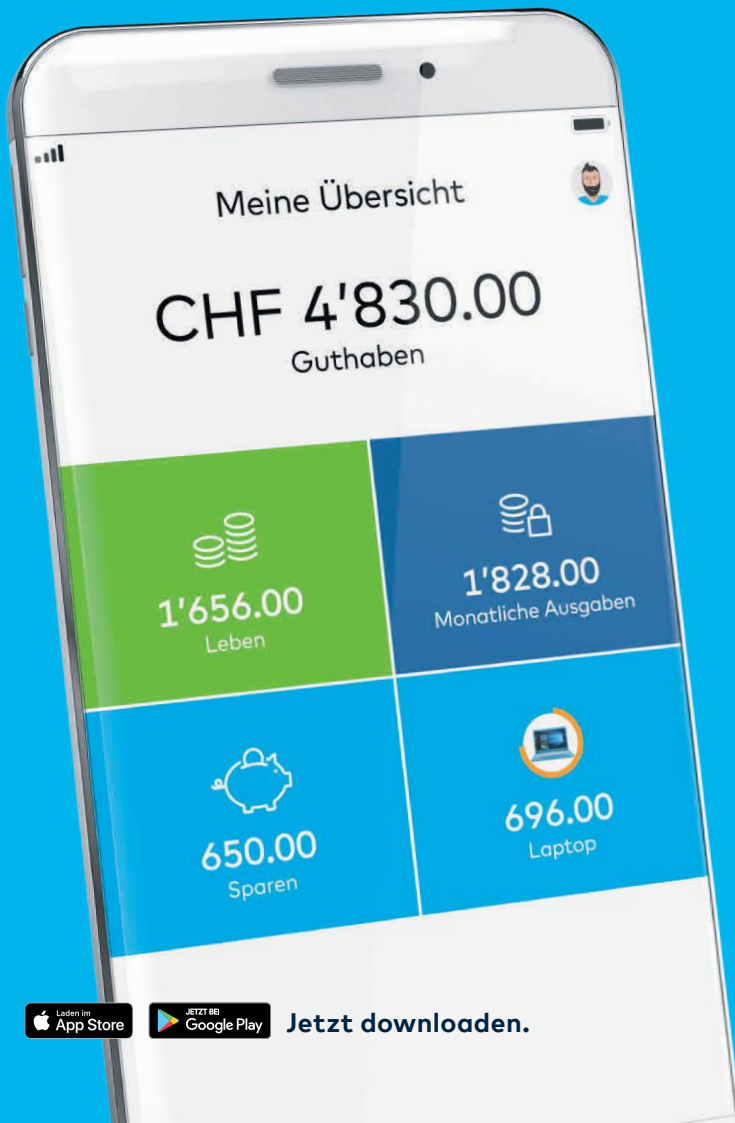 Meine Übersicht
CHF 4'830.00
Guthaben
1'656.00
Leben
1'828.00
Monatliche Ausgaben
650.00
Sparen
696.00
Laptop
Laden im
App Store
JETZT BEI
Google Play
Jetzt downloaden.